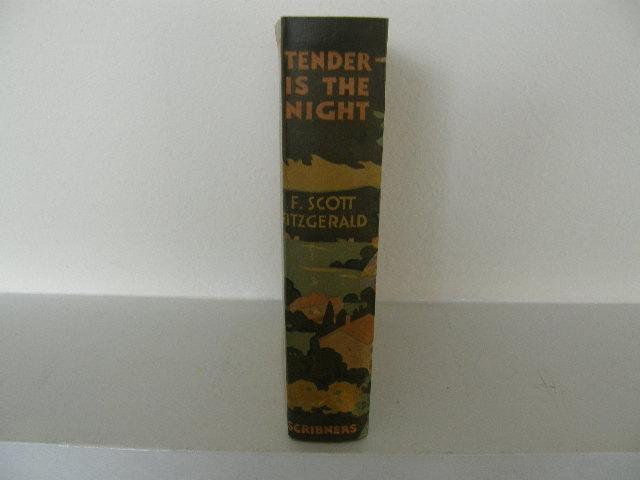 TENDER
IS THE
NIGHT
F. SCOTT
FITZGERALD
SCRIBNERS